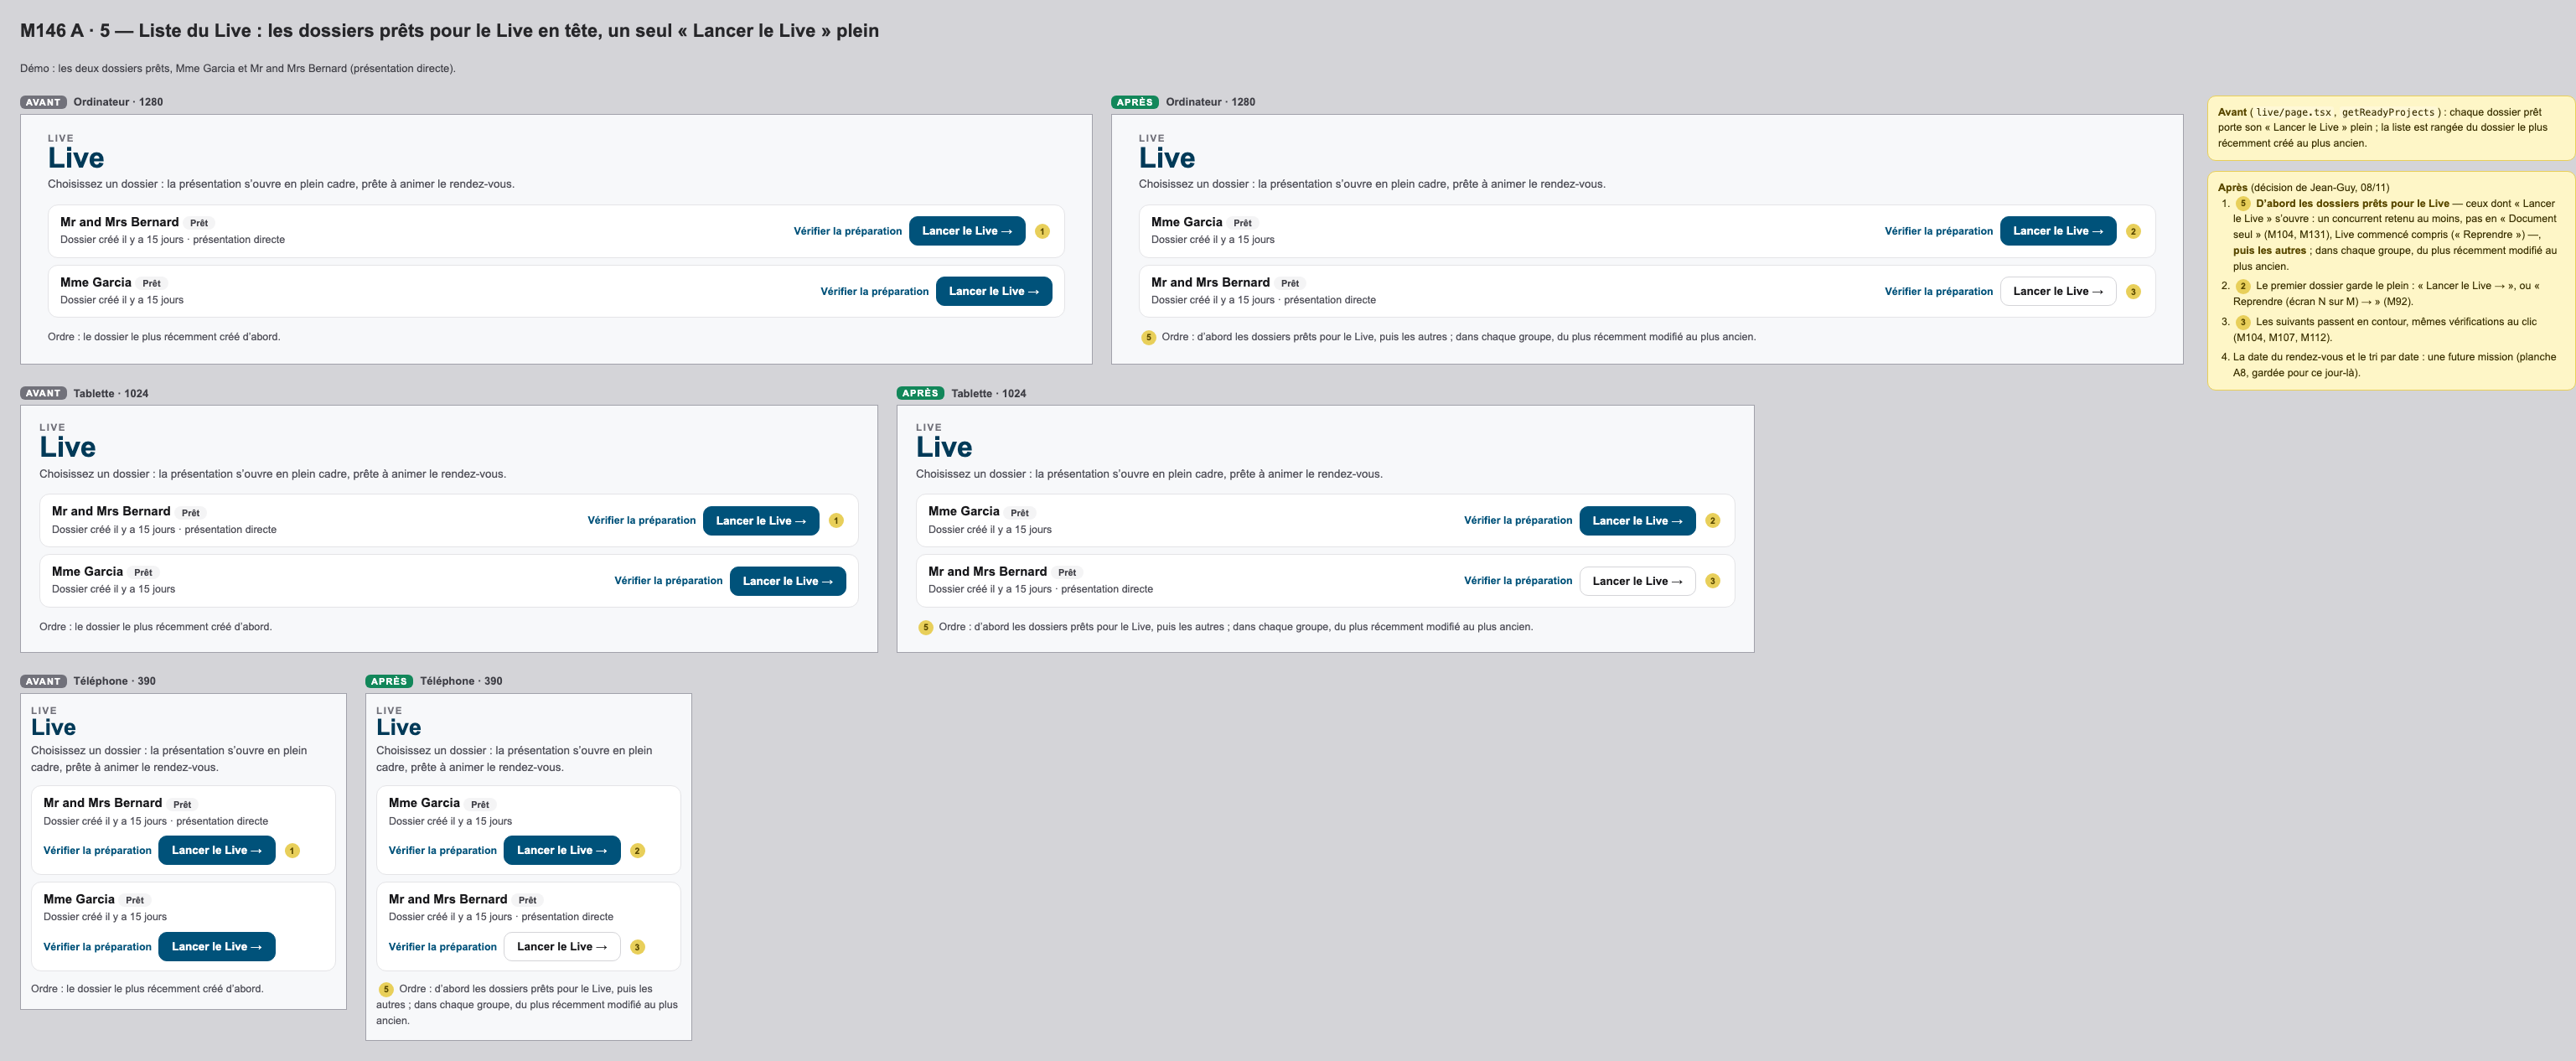 M146 A · 5 — Liste du Live : les dossiers prêts pour le Live en tête, un seul « Lancer le Live » plein
Démo : les deux dossiers prêts, Mme Garcia et Mr and Mrs Bernard (présentation directe).
AVANT Ordinateur · 1280
LIVE
Live
Choisissez un dossier : la présentation s’ouvre en plein cadre, prête à animer le rendez-vous.
Mr and Mrs Bernard Prêt
Dossier créé il y a 15 jours · présentation directe
Vérifier la préparation Lancer le Live → 1
Mme Garcia Prêt
Dossier créé il y a 15 jours
Vérifier la préparation Lancer le Live →
Ordre : le dossier le plus récemment créé d’abord.
APRÈS Ordinateur · 1280
LIVE
Live
Choisissez un dossier : la présentation s’ouvre en plein cadre, prête à animer le rendez-vous.
Mme Garcia Prêt
Dossier créé il y a 15 jours
Vérifier la préparation Lancer le Live → 2
Mr and Mrs Bernard Prêt
Dossier créé il y a 15 jours · présentation directe
Vérifier la préparation Lancer le Live → 3
5 Ordre : d’abord les dossiers prêts pour le Live, puis les autres ; dans chaque groupe, du plus récemment modifié au plus ancien.
Avant ( live/page.tsx , getReadyProjects ) : chaque dossier prêt
porte son « Lancer le Live » plein ; la liste est rangée du dossier le plus
récemment créé au plus ancien.
Après (décision de Jean-Guy, 08/11)
1. 5 D’abord les dossiers prêts pour le Live — ceux dont « Lancer
le Live » s’ouvre : un concurrent retenu au moins, pas en « Document
seul » (M104, M131), Live commencé compris (« Reprendre ») —,
puis les autres ; dans chaque groupe, du plus récemment modifié au
plus ancien.
2. 2 Le premier dossier garde le plein : « Lancer le Live → », ou «
Reprendre (écran N sur M) → » (M92).
3. 3 Les suivants passent en contour, mêmes vérifications au clic
(M104, M107, M112).
4. La date du rendez-vous et le tri par date : une future mission (planche
A8, gardée pour ce jour-là).
AVANT Tablette · 1024
LIVE
Live
Choisissez un dossier : la présentation s’ouvre en plein cadre, prête à animer le rendez-vous.
Mr and Mrs Bernard Prêt
Dossier créé il y a 15 jours · présentation directe
Vérifier la préparation Lancer le Live → 1
Mme Garcia Prêt
Dossier créé il y a 15 jours
Vérifier la préparation Lancer le Live →
Ordre : le dossier le plus récemment créé d’abord.
APRÈS Tablette · 1024
LIVE
Live
Choisissez un dossier : la présentation s’ouvre en plein cadre, prête à animer le rendez-vous.
Mme Garcia Prêt
Dossier créé il y a 15 jours
Vérifier la préparation Lancer le Live → 2
Mr and Mrs Bernard Prêt
Dossier créé il y a 15 jours · présentation directe
Vérifier la préparation Lancer le Live → 3
5 Ordre : d’abord les dossiers prêts pour le Live, puis les autres ; dans chaque groupe, du plus récemment modifié au plus ancien.
AVANT Téléphone · 390
LIVE
Live
Choisissez un dossier : la présentation s’ouvre en plein
cadre, prête à animer le rendez-vous.
Mr and Mrs Bernard Prêt
Dossier créé il y a 15 jours · présentation directe
Vérifier la préparation Lancer le Live → 1
Mme Garcia Prêt
Dossier créé il y a 15 jours
Vérifier la préparation Lancer le Live →
Ordre : le dossier le plus récemment créé d’abord.
APRÈS Téléphone · 390
LIVE
Live
Choisissez un dossier : la présentation s’ouvre en plein
cadre, prête à animer le rendez-vous.
Mme Garcia Prêt
Dossier créé il y a 15 jours
Vérifier la préparation Lancer le Live → 2
Mr and Mrs Bernard Prêt
Dossier créé il y a 15 jours · présentation directe
Vérifier la préparation Lancer le Live → 3
5 Ordre : d’abord les dossiers prêts pour le Live, puis les
autres ; dans chaque groupe, du plus récemment modifié au plus
ancien.